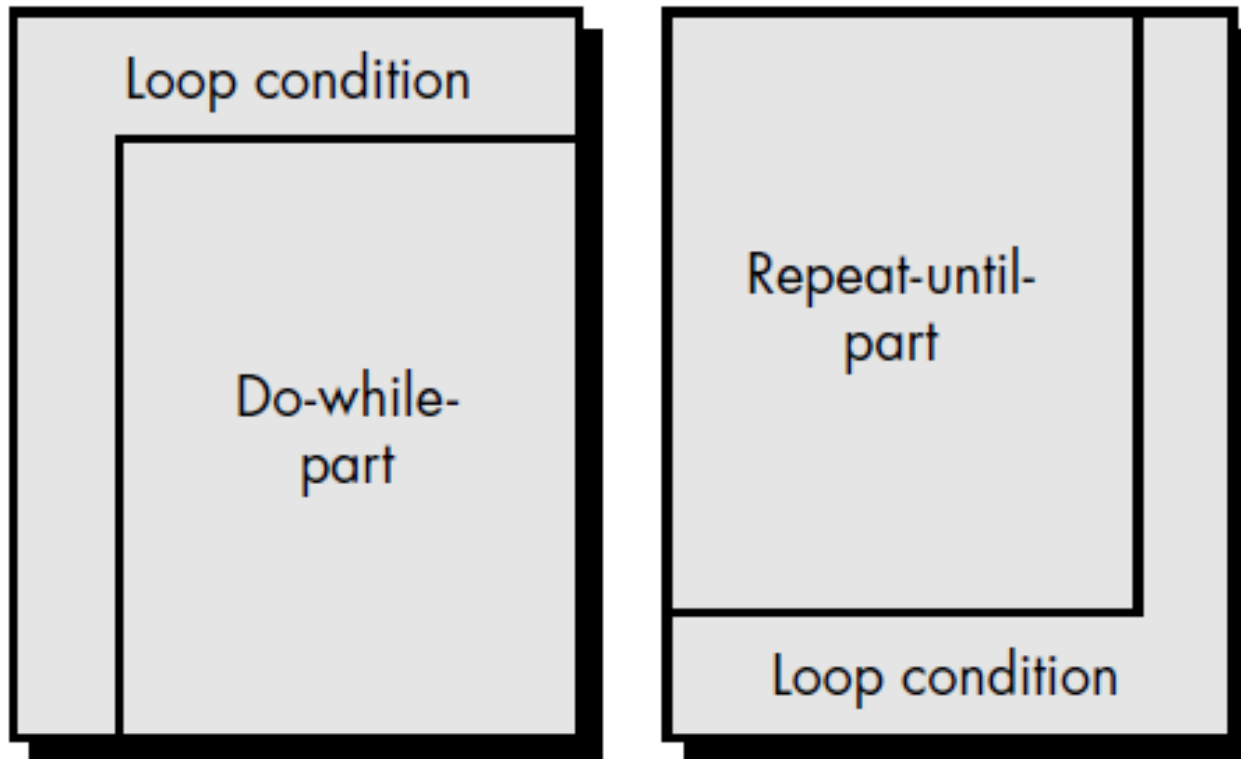 Loop condition
Do-while-
part
Repeat-until-
part
Loop condition